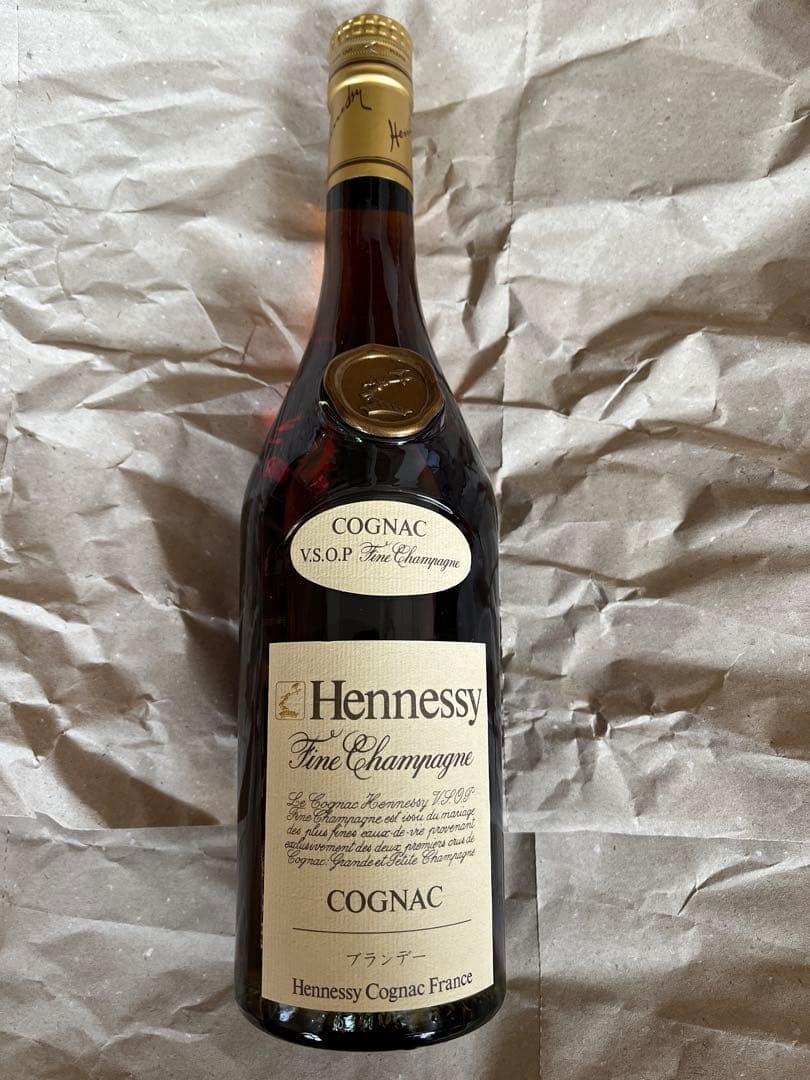 Hennessy
COGNAC
V.S.O.P Fine Champagne
Hennessy
Fine Champagne
Le Cognac Hennessy V.S.O.P
Fine Champagne est issu du mariage
des plus fines eaux-de-vie provenant
exclusivement des deux premiers crus de
Cognac: Grande et Petite Champagne
COGNAC
ブランデー
Hennessy Cognac France